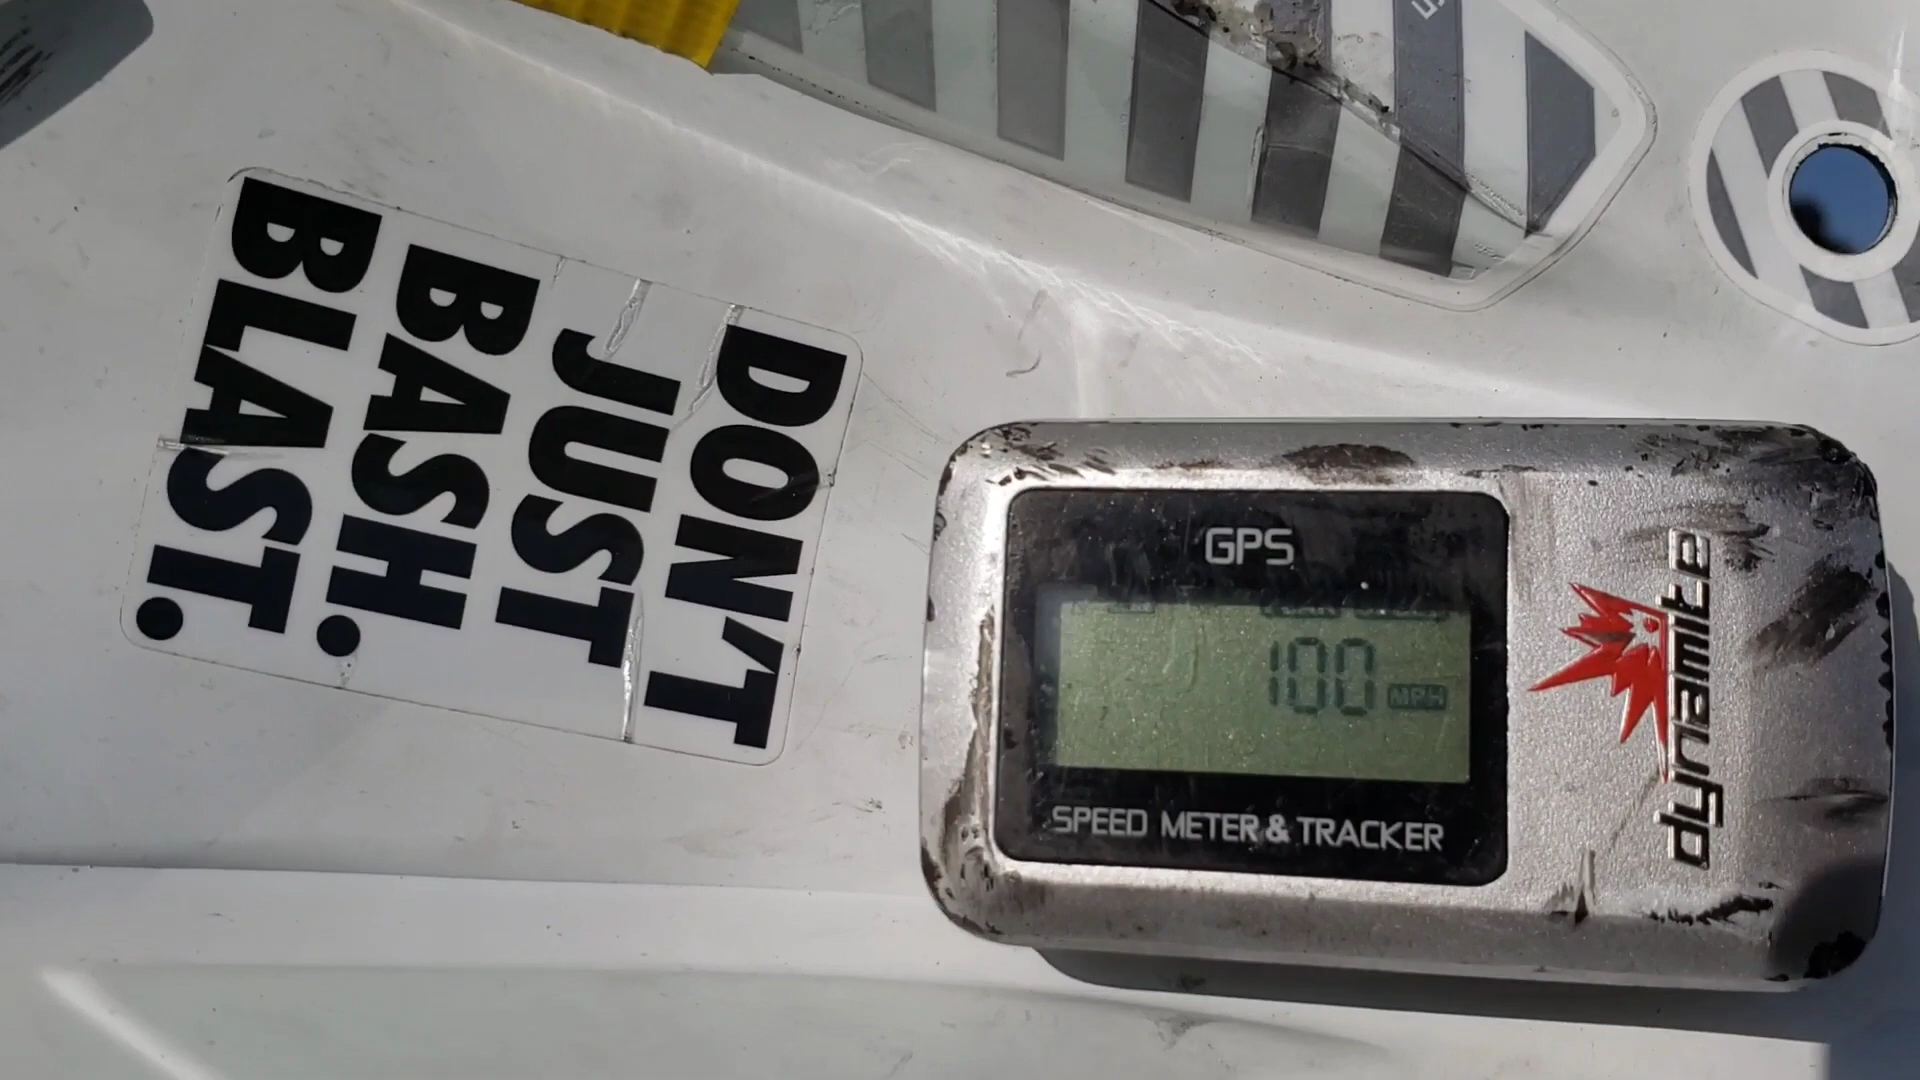 DON'T
JUST
BASH.
BLAST.
GPS
100 MPH
SPEED METER & TRACKER
dynamite